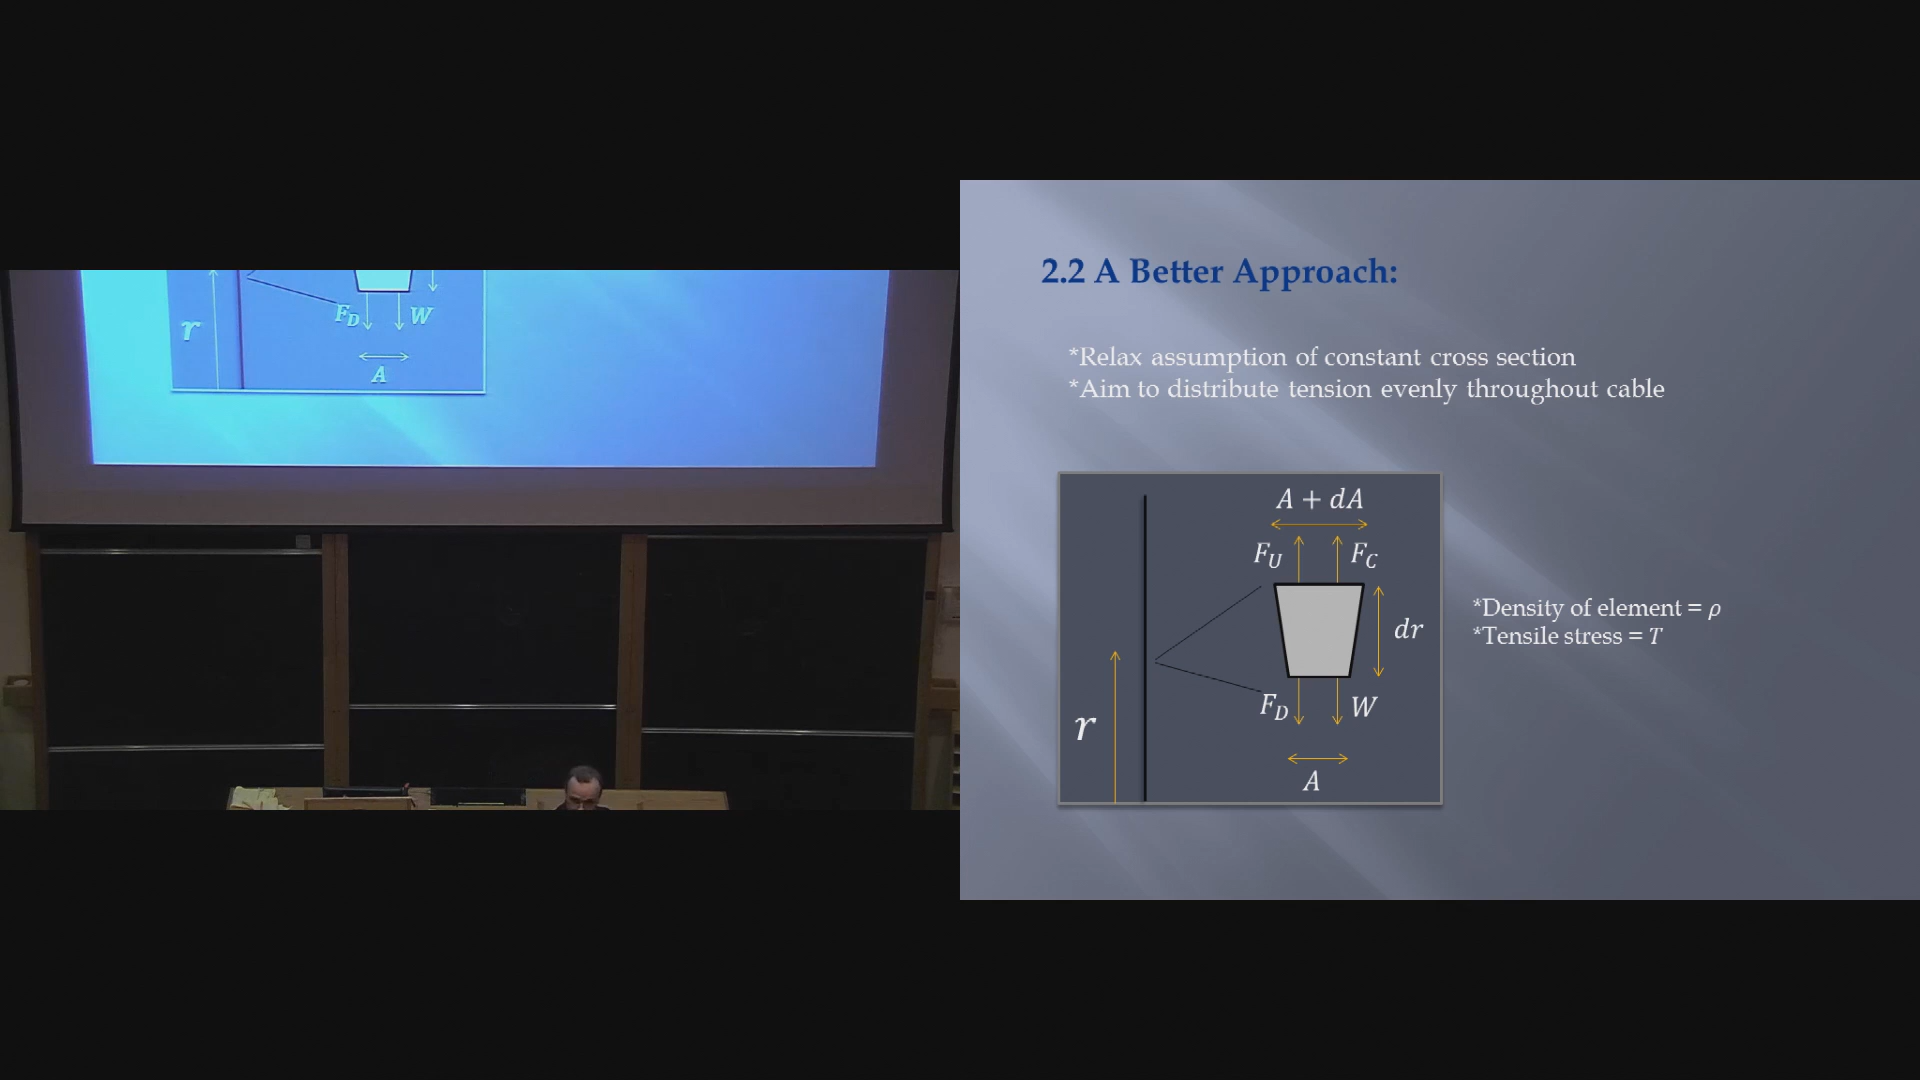 F_D
W
r
A
2.2 A Better Approach:
*Relax assumption of constant cross section
*Aim to distribute tension evenly throughout cable
A + dA
F_U
F_C
dr
*Density of element = ρ
*Tensile stress = T
F_D
W
r
A